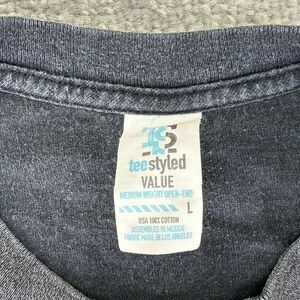 TS
teestyled
VALUE
MEDIUM WEIGHT OPEN-END
L
USA 100% COTTON
ASSEMBLED IN MEXICO
FABRIC MADE IN LOS ANGELES